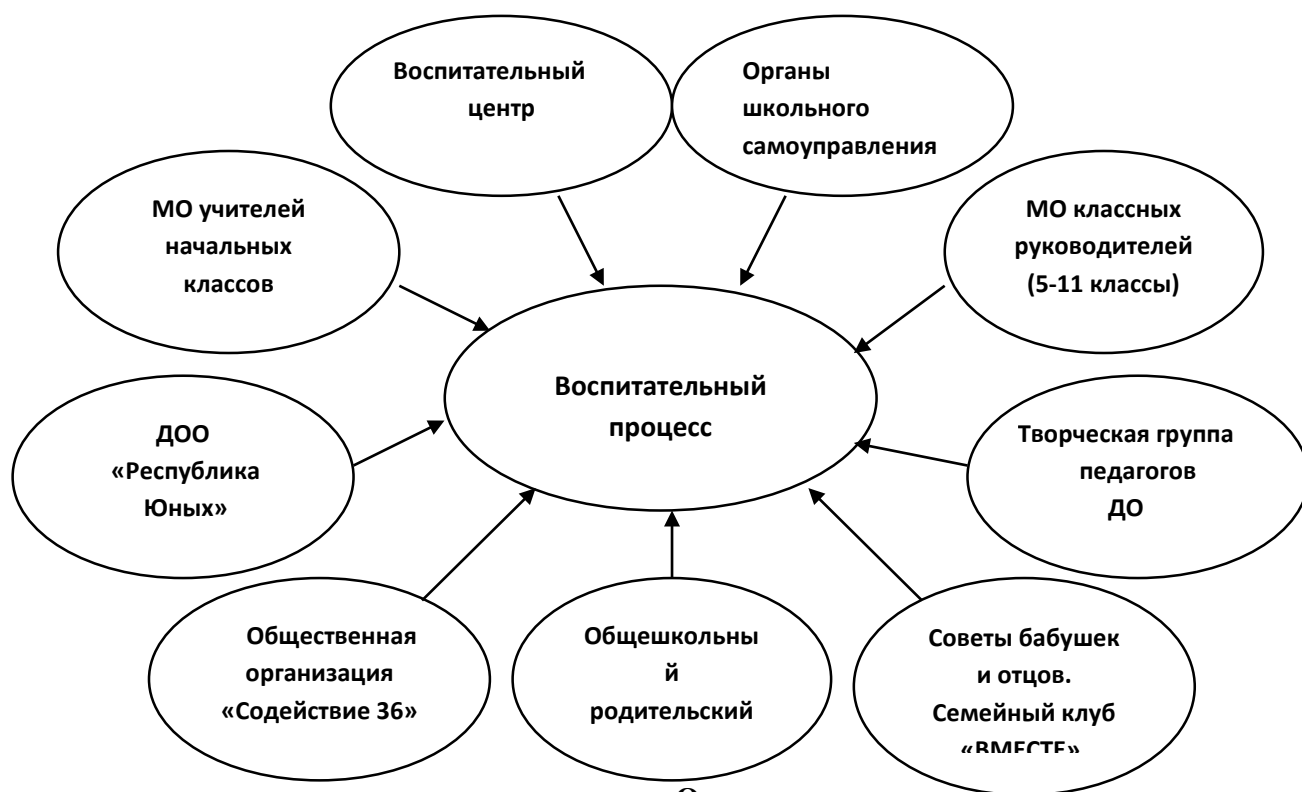 Воспитательный
центр
Органы
школьного
самоуправления
МО учителей
начальных
классов
МО классных
руководителей
(5-11 классы)
Воспитательный
процесс
ДОО
«Республика
Юных»
Творческая группа
педагогов
ДО
Общественная
организация
«Содействие 36»
Общешкольны
й
родительский
Советы бабушек
и отцов.
Семейный клуб
«ВМЕСТЕ»